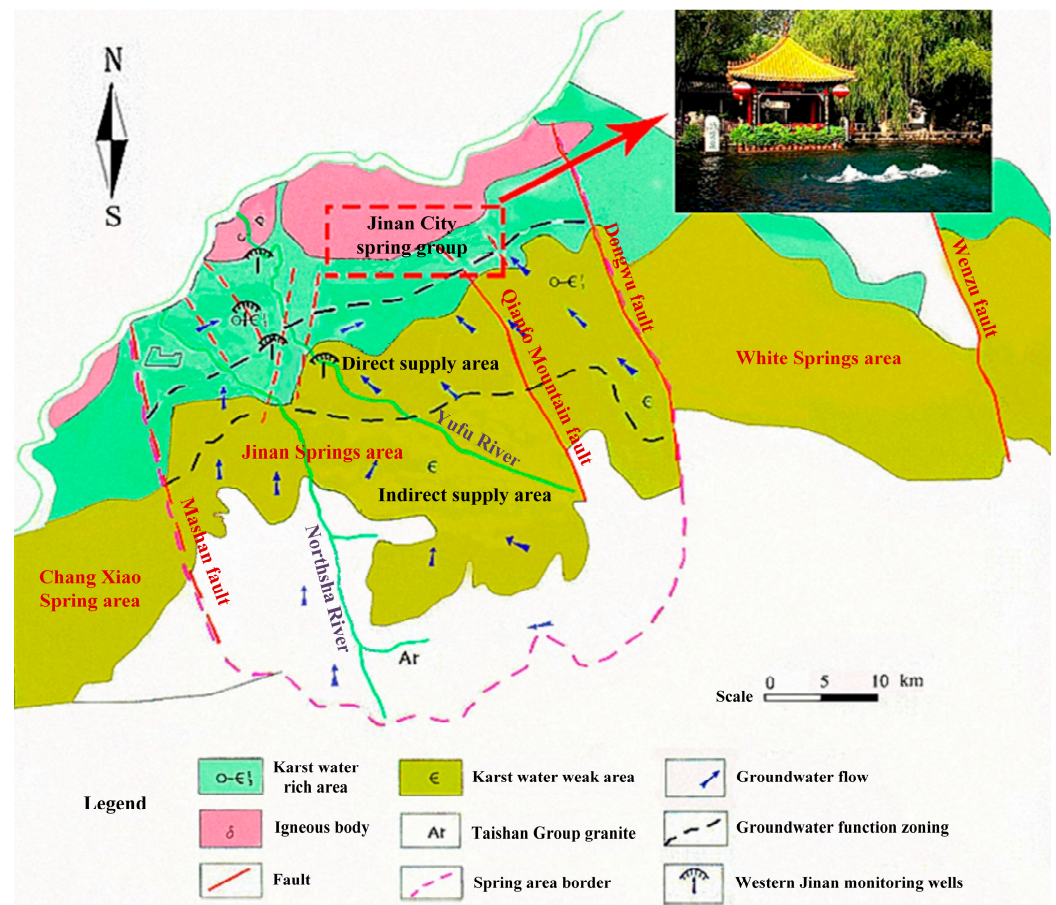 N
S
Jinan City
spring group
δ
C
O-Є
O-Є
Dongwu fault
Wenzu fault
Qianfo Mountain fault
White Springs area
Direct supply area
Yufu River
Є
Jinan Springs area
Є
Indirect supply area
Mashan fault
Northsha River
Chang Xiao
Spring area
Ar
Scale
0 5 10 km
Legend
O-Є
Karst water
rich area
Є
Karst water weak area
Groundwater flow
δ
Igneous body
Ar
Taishan Group granite
Groundwater function zoning
Fault
Spring area border
Western Jinan monitoring wells